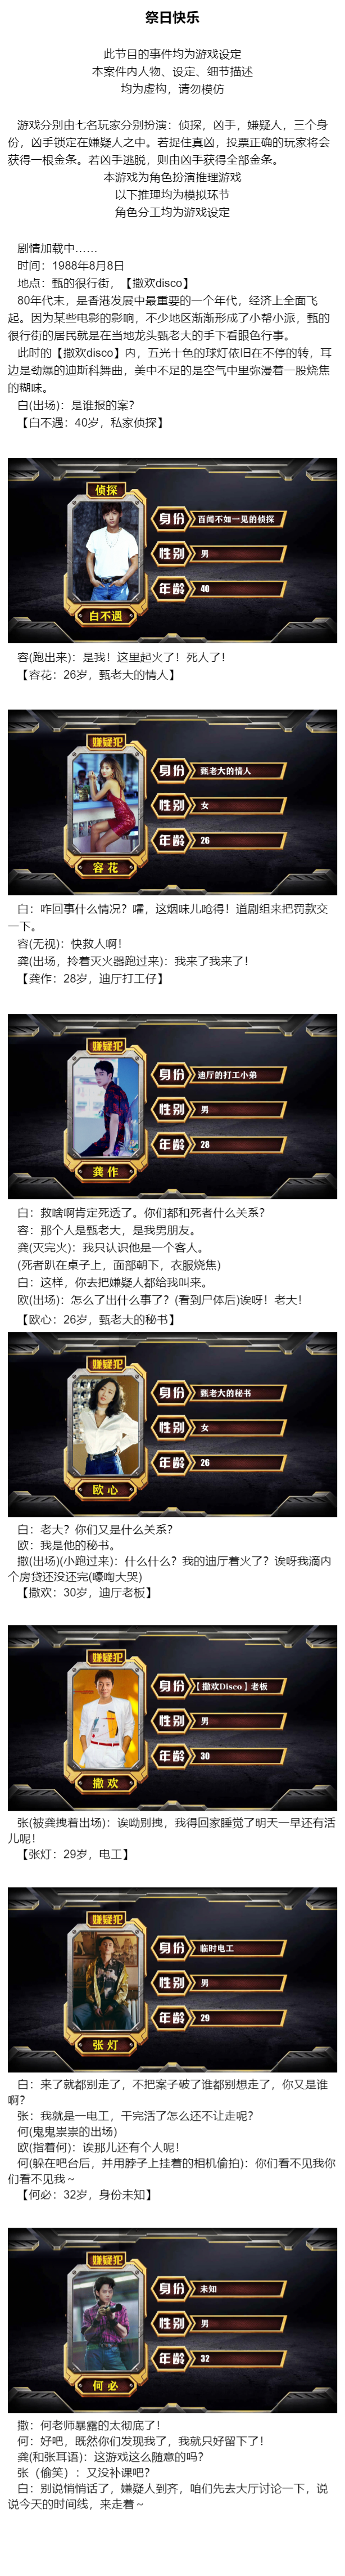 祭日快乐
此节目的事件均为游戏设定
本案件内人物、设定、细节描述
均为虚构，请勿模仿
游戏分别由七名玩家分别扮演：侦探，凶手，嫌疑人，三个身
份，凶手锁定在嫌疑人之中。若捉住真凶，投票正确的玩家将会
获得一根金条。若凶手逃脱，则由凶手获得全部金条。
本游戏为角色扮演推理游戏
以下推理均为模拟环节
角色分工均为游戏设定
剧情加载中……
时间：1988年8月8日
地点：甄的很行街，【撒欢disco】
80年代末，是香港发展中最重要的一个年代，经济上全面飞
起。因为某些电影的影响，不少地区渐渐形成了小帮小派，甄的
很行街的居民就是在当地龙头甄老大的手下看眼色行事。
此时的【撒欢disco】内，五光十色的球灯依旧在不停的转，耳
边是劲爆的迪斯科舞曲，美中不足的是空气中里弥漫着一股烧焦
的糊味。
白(出场)：是谁报的案？
【白不遇：40岁，私家侦探】
侦探
白不遇
身份 百闻不如一见的侦探
性别 男
年龄 40
容(跑出来)：是我！这里起火了！死人了！
【容花：26岁，甄老大的情人】
嫌疑犯
容花
身份 甄老大的情人
性别 女
年龄 26
白：咋回事什么情况？嚯，这烟味儿呛得！道剧组来把罚款交
一下。
容(无视)：快救人啊！
龚(出场，拎着灭火器跑过来)：我来了我来了！
【龚作：28岁，迪厅打工仔】
嫌疑犯
龚作
身份 迪厅的打工小弟
性别 男
年龄 28
白：救啥啊肯定死透了。你们都和死者什么关系？
容：那个人是甄老大，是我男朋友。
龚(灭完火)：我只认识他是一个客人。
(死者趴在桌子上，面部朝下，衣服烧焦)
白：这样，你去把嫌疑人都给我叫来。
欧(出场)：怎么了出什么事了？(看到尸体后)诶呀！老大！
【欧心：26岁，甄老大的秘书】
嫌疑犯
欧心
身份 甄老大的秘书
性别 女
年龄 26
白：老大？你们又是什么关系？
欧：我是他的秘书。
撒(出场)(小跑过来)：什么什么？我的迪厅着火了？诶呀我滴内
个房贷还没还完(嚎啕大哭)
【撒欢：30岁，迪厅老板】
嫌疑犯
撒欢
身份 【撒欢Disco】老板
性别 男
年龄 30
张(被龚拽着出场)：诶呦别拽，我得回家睡觉了明天一早还有活
儿呢！
【张灯：29岁，电工】
嫌疑犯
张灯
身份 临时电工
性别 男
年龄 29
白：来了就都别走了，不把案子破了谁都别想走了，你又是谁
啊？
张：我就是一电工，干完活了怎么还不让走呢？
何(鬼鬼祟祟的出场)
欧(指着何)：诶那儿还有个人呢！
何(躲在吧台后，并用脖子上挂着的相机偷拍)：你们看不见我你
们看不见我～
【何必：32岁，身份未知】
嫌疑犯
何必
身份 未知
性别 男
年龄 32
撒：何老师暴露的太彻底了！
何：好吧，既然你们发现我了，我就只好留下了！
龚(和张耳语)：这游戏这么随意的吗？
张（偷笑）：又没补课吧？
白：别说悄悄话了，嫌疑人到齐，咱们先去大厅讨论一下，说
说今天的时间线，来走着～